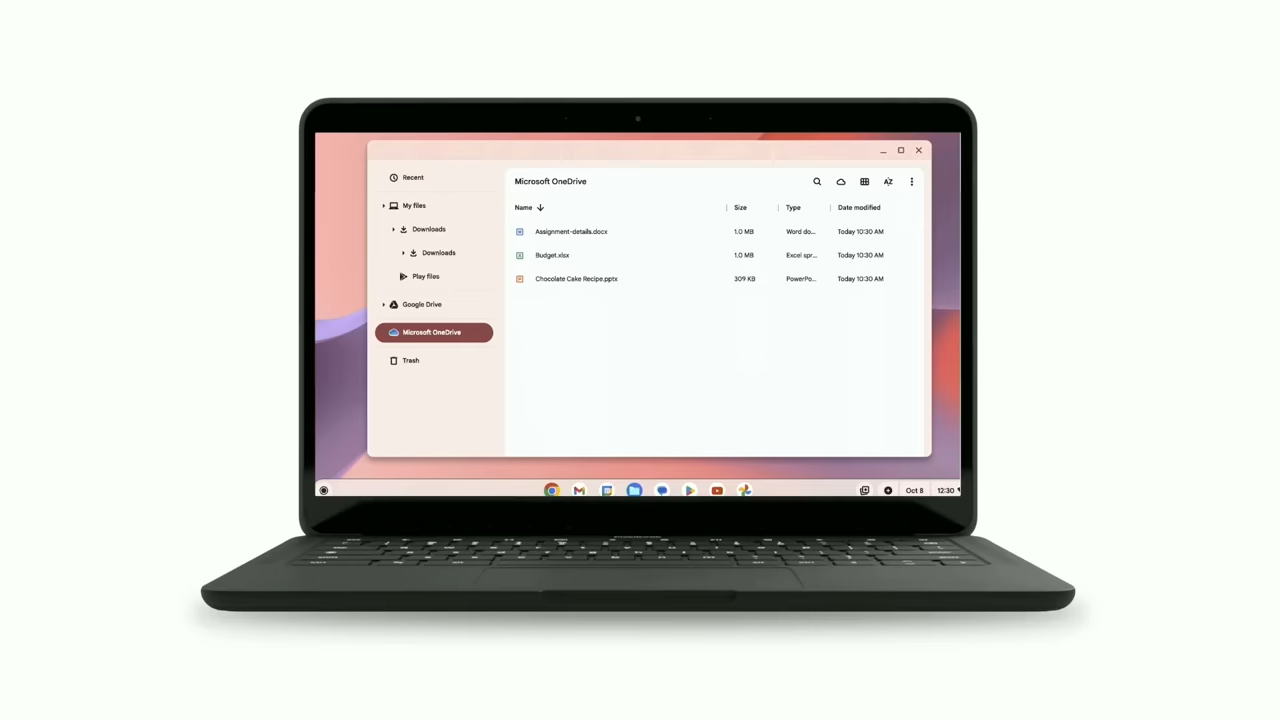 Recent
My files
Downloads
Downloads
Play files
Google Drive
Microsoft OneDrive
Trash
Microsoft OneDrive
Name Size Type Date modified
Assignment-details.docx 1.0 MB Word do... Today 10:30 AM
Budget.xlsx 1.0 MB Excel spr... Today 10:30 AM
Chocolate Cake Recipe.pptx 309 KB PowerPo... Today 10:30 AM
Oct 8 12:30